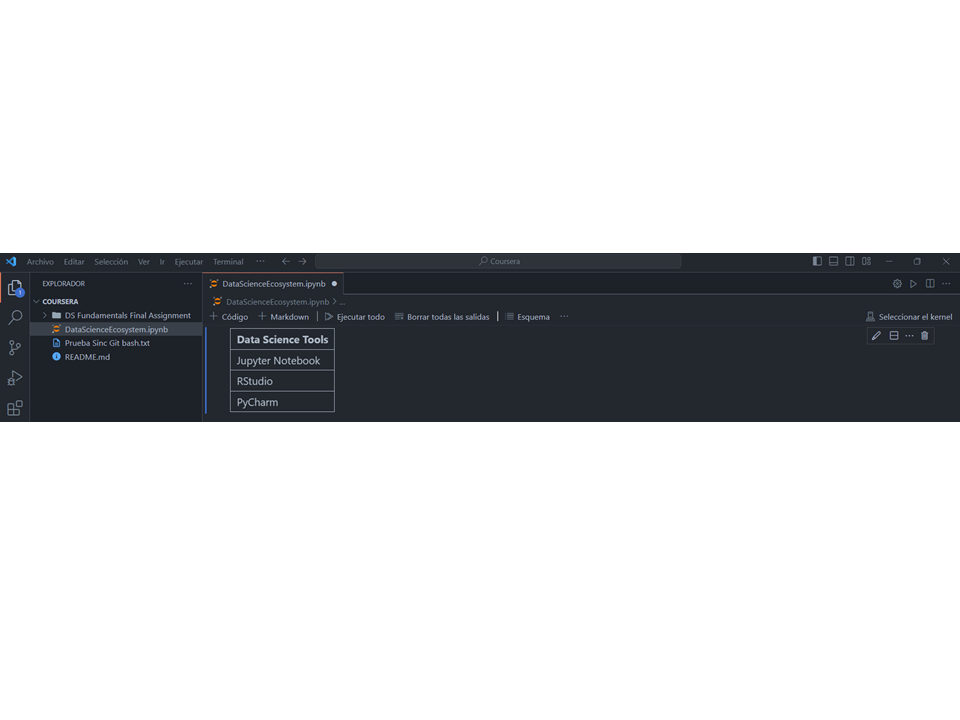 Archivo Editar Selección Ver Ir Ejecutar Terminal ··· Coursera
EXPLORADOR ···
DataScienceEcosystem.ipynb
COURSERA
DataScienceEcosystem.ipynb > ...
DS Fundamentals Final Assignment
DataScienceEcosystem.ipynb
Prueba Sinc Git bash.txt
README.md
1
+ Código + Markdown | Ejecutar todo Borrar todas las salidas | Esquema ··· Seleccionar el kernel
Data Science Tools
Jupyter Notebook
RStudio
PyCharm